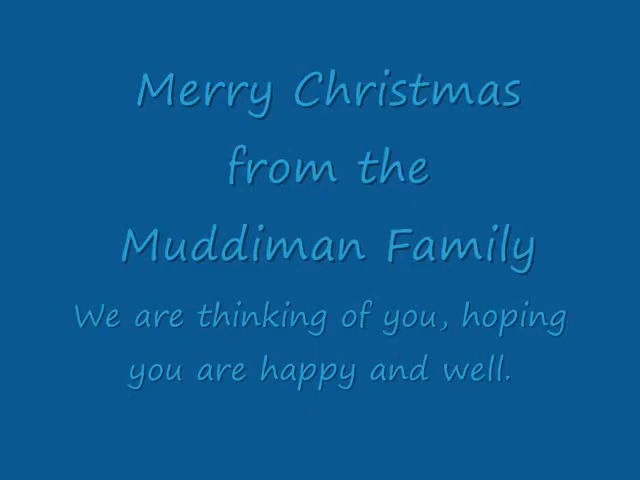 Merry Christmas
from the
Muddiman Family
We are thinking of you, hoping
you are happy and well.